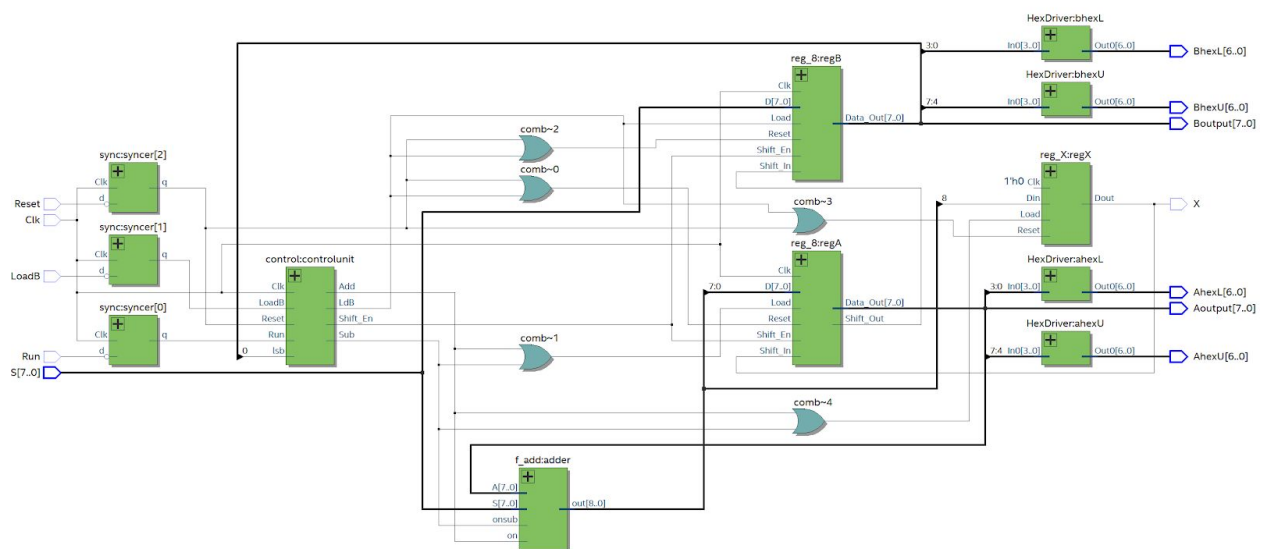 HexDriver:bhexL
3:0 In0[3..0] Out0[6..0] BhexL[6..0]
reg_8:regB
HexDriver:bhexU
Clk
D[7..0] 7:4 In0[3..0] Out0[6..0] BhexU[6..0]
Load Data_Out[7..0] Boutput[7..0]
comb~2
Reset
Shift_En
sync:syncer[2]
Shift_In
reg_X:regX
comb~0
Clk q
1'h0 Clk
Reset d
8 Din Dout X
Clk
comb~3
Load
sync:syncer[1]
Reset
reg_8:regA
Clk q
control:controlunit
HexDriver:ahexL
LoadB d
Clk
Clk Add
7:0 D[7..0] 3:0 In0[3..0] Out0[6..0] AhexL[6..0]
LoadB LdB
Load Data_Out[7..0] Aoutput[7..0]
sync:syncer[0]
Reset Shift_En
Reset Shift_Out
HexDriver:ahexU
Clk q
Run Sub
Shift_En
comb~1
Run d
0 lsb
Shift_In
7:4 In0[3..0] Out0[6..0] AhexU[6..0]
S[7..0]
comb~4
f_add:adder
A[7..0]
S[7..0] out[8..0]
onsub
on